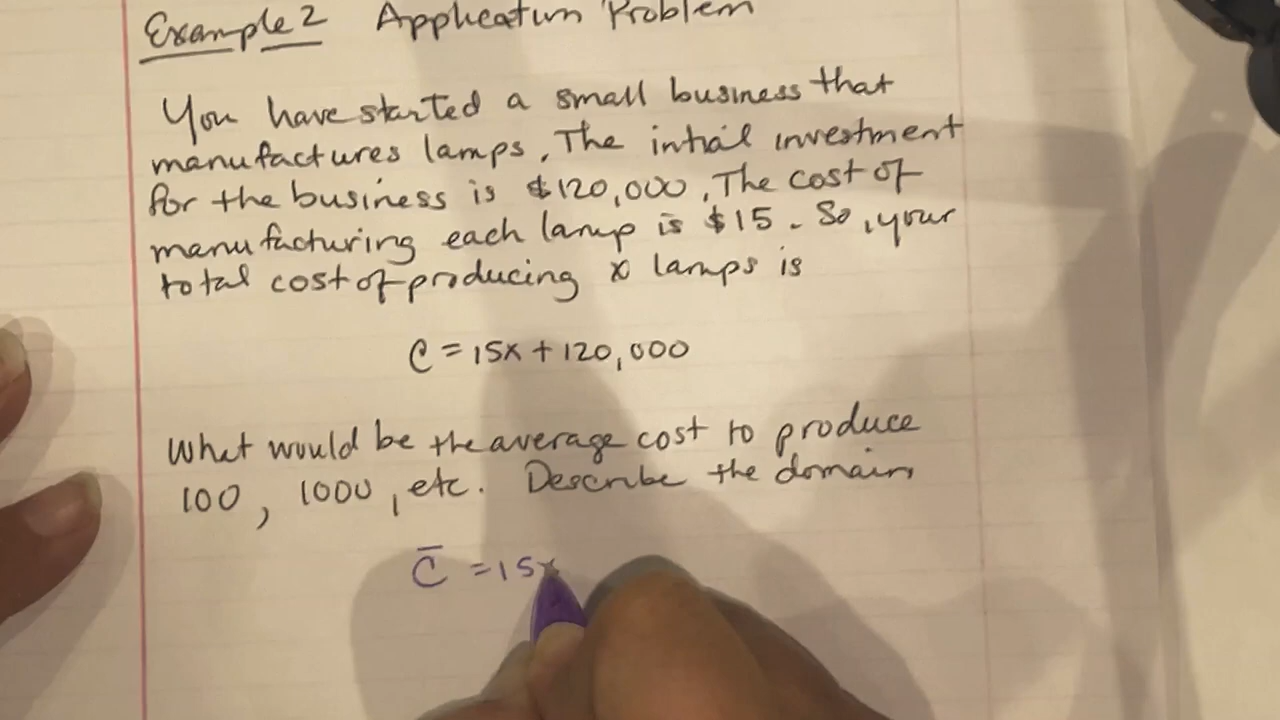 Example 2 Application Problem
You have started a small business that
manufactures lamps. The intial investment
for the business is $120,000. The cost of
manufacturing each lamp is $15. So, your
total cost of producing x lamps is
C = 15x + 120,000
What would be the average cost to produce
100, 1000, etc. Describe the domain
C̅ = 15x